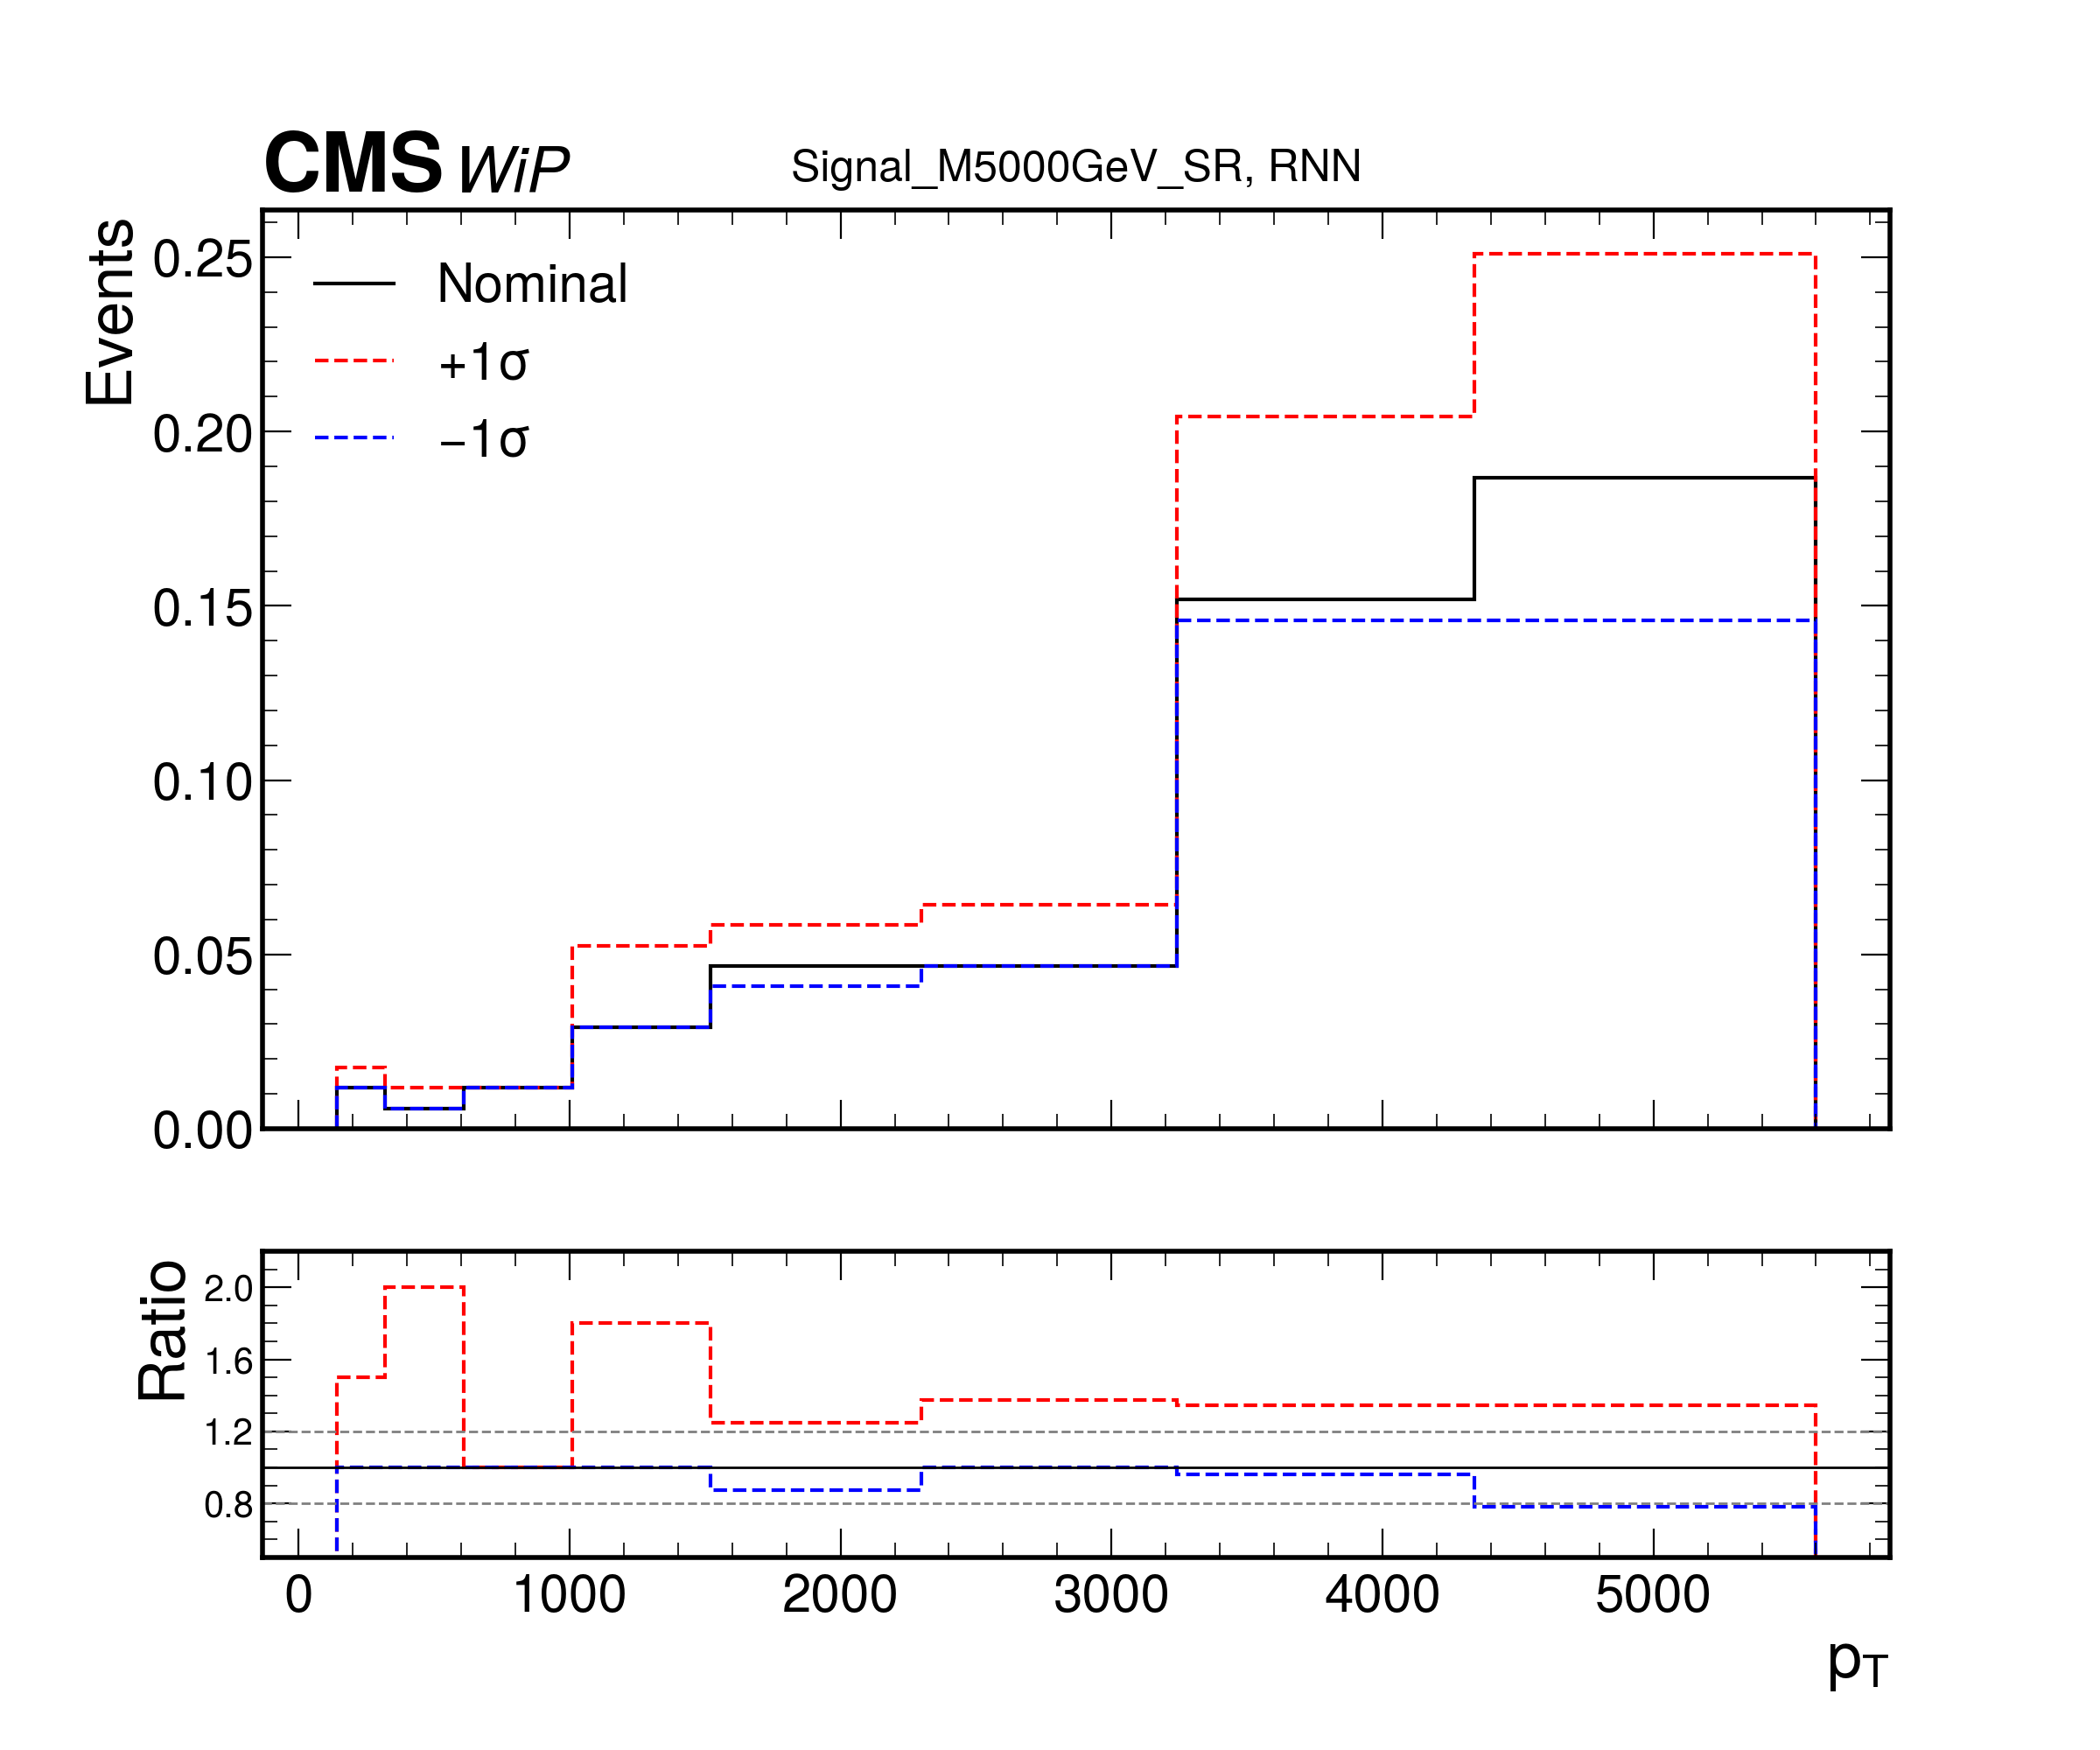 CMS WiP
Signal_M5000GeV_SR, RNN
Events
0.25
0.20
0.15
0.10
0.05
0.00
Nominal
+1σ
−1σ
Ratio
2.0
1.6
1.2
0.8
0 1000 2000 3000 4000 5000
pT